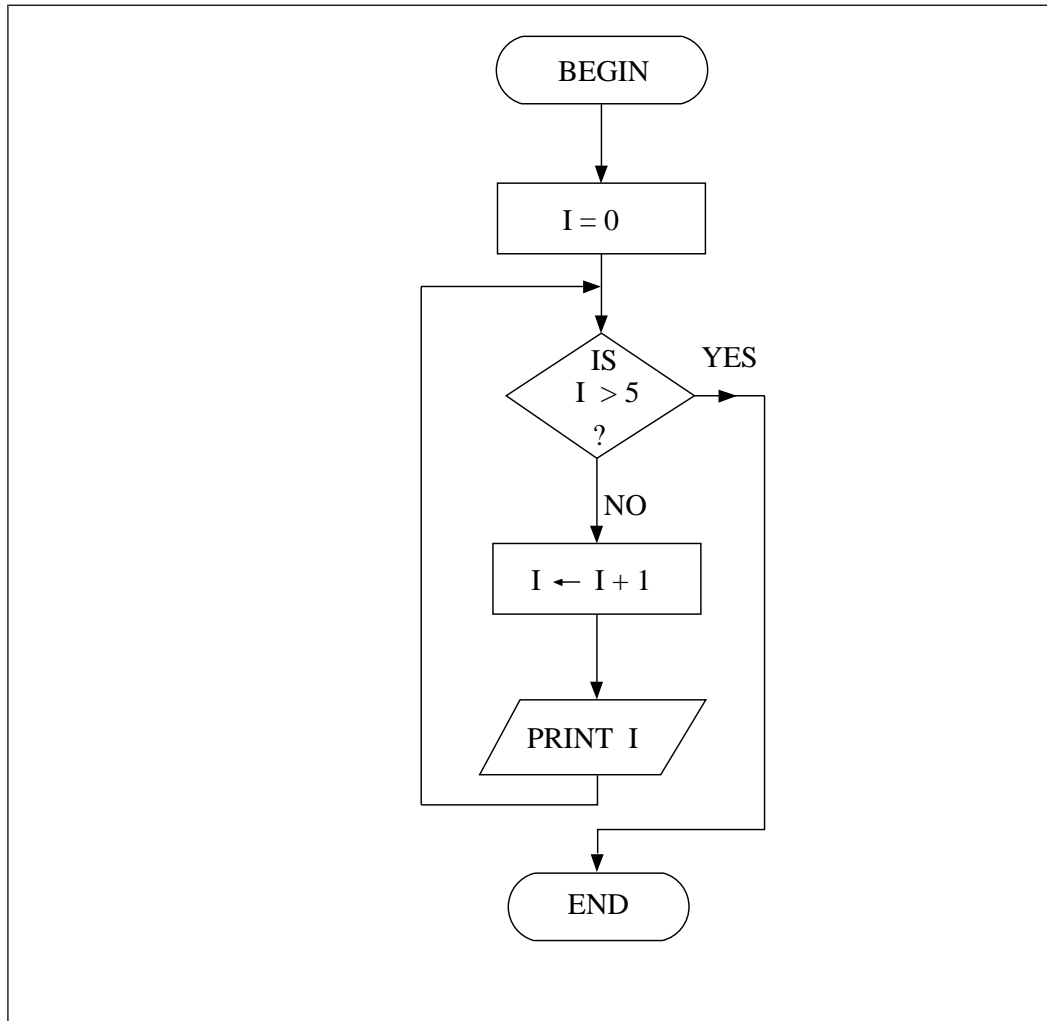 BEGIN
I = 0
IS
I > 5
?
YES
NO
I ← I + 1
PRINT I
END